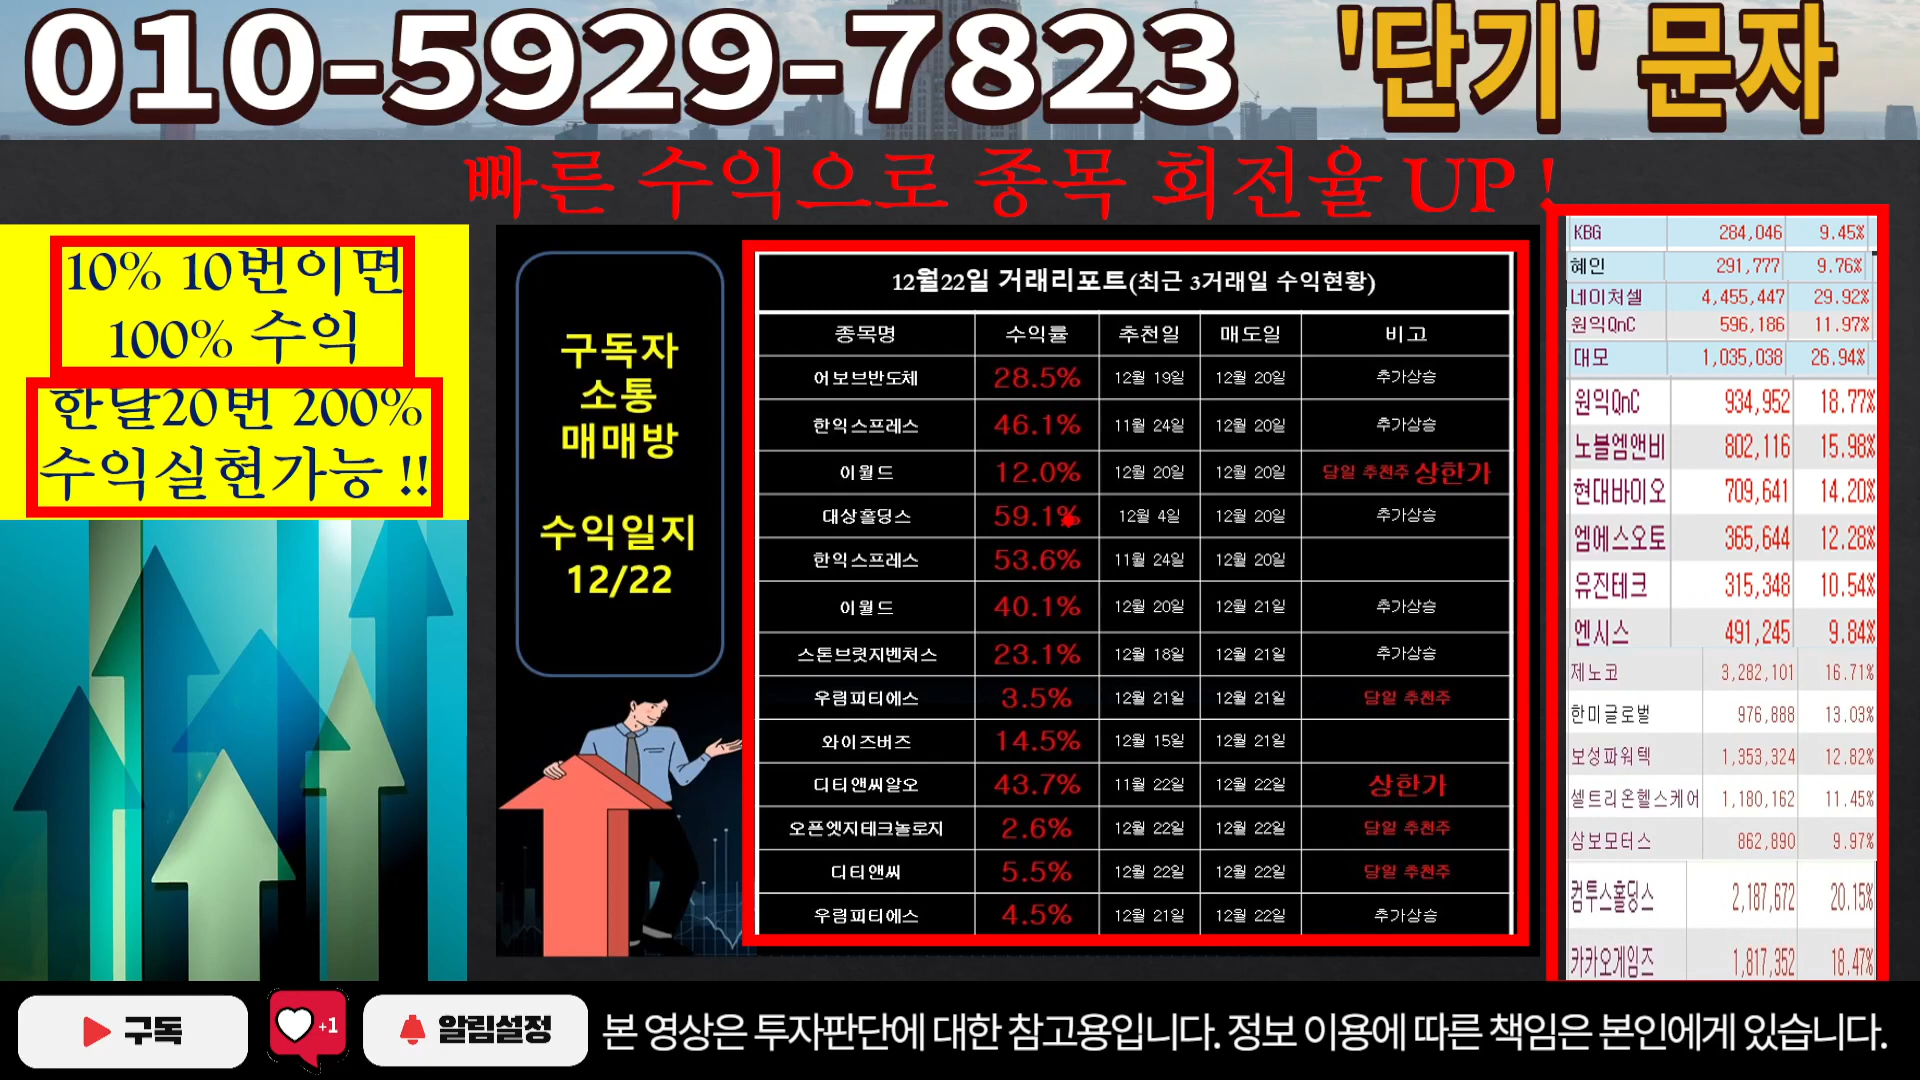 010-5929-7823 '단기' 문자
빠른 수익으로 종목 회전율 UP !
10% 10번이면
100% 수익
한달20번 200%
수익실현가능 !!
구독자
소통
매매방
수익일지
12/22
12월22일 거래리포트(최근 3거래일 수익현황)
종목명 수익률 추천일 매도일 비고
어보브반도체 28.5% 12월 19일 12월 20일 추가상승
한익스프레스 46.1% 11월 24일 12월 20일 추가상승
이월드 12.0% 12월 20일 12월 20일 당일 추천주 상한가
대상홀딩스 59.1% 12월 4일 12월 20일 추가상승
한익스프레스 53.6% 11월 24일 12월 20일
이월드 40.1% 12월 20일 12월 21일 추가상승
스톤브릿지벤처스 23.1% 12월 18일 12월 21일 추가상승
우림피티에스 3.5% 12월 21일 12월 21일 당일 추천주
와이즈버즈 14.5% 12월 15일 12월 21일
디티앤씨알오 43.7% 11월 22일 12월 22일 상한가
오픈엣지테크놀로지 2.6% 12월 22일 12월 22일 당일 추천주
디티앤씨 5.5% 12월 22일 12월 22일 당일 추천주
우림피티에스 4.5% 12월 21일 12월 22일 추가상승
KBG 284,046 9.45%
혜인 291,777 9.76%
네이처셀 4,455,447 29.92%
원익QnC 596,186 11.97%
대모 1,035,038 26.94%
원익QnC 934,952 18.77%
노블엠앤비 802,116 15.98%
현대바이오 709,641 14.20%
엠에스오토 365,644 12.28%
유진테크 315,348 10.54%
엔시스 491,245 9.84%
제노코 3,282,101 16.71%
한미글로벌 976,888 13.03%
보성파워텍 1,353,324 12.82%
셀트리온헬스케어 1,180,162 11.45%
상보모터스 862,890 9.97%
컴투스홀딩스 2,187,672 20.15%
카카오게임즈 1,817,352 18.47%
구독 +1 알림설정 본 영상은 투자판단에 대한 참고용입니다. 정보 이용에 따른 책임은 본인에게 있습니다.